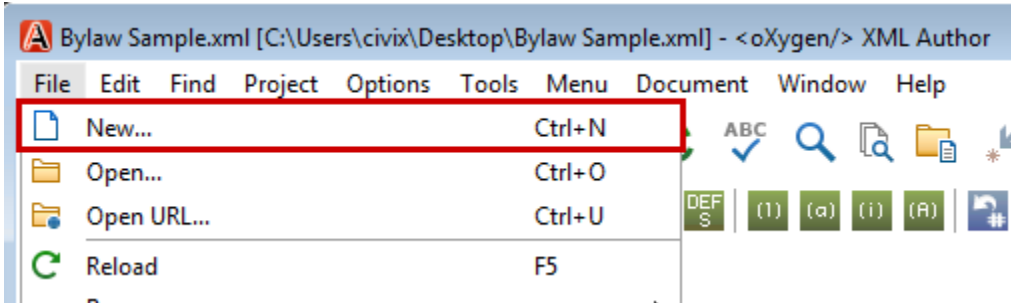 Bylaw Sample.xml [C:\Users\civix\Desktop\Bylaw Sample.xml] - <oXygen/> XML Author
File Edit Find Project Options Tools Menu Document Window Help
New... Ctrl+N
ABC
Open... Ctrl+O
Open URL... Ctrl+U
DEF
S
(1) (a) (i) (A)
#
Reload F5